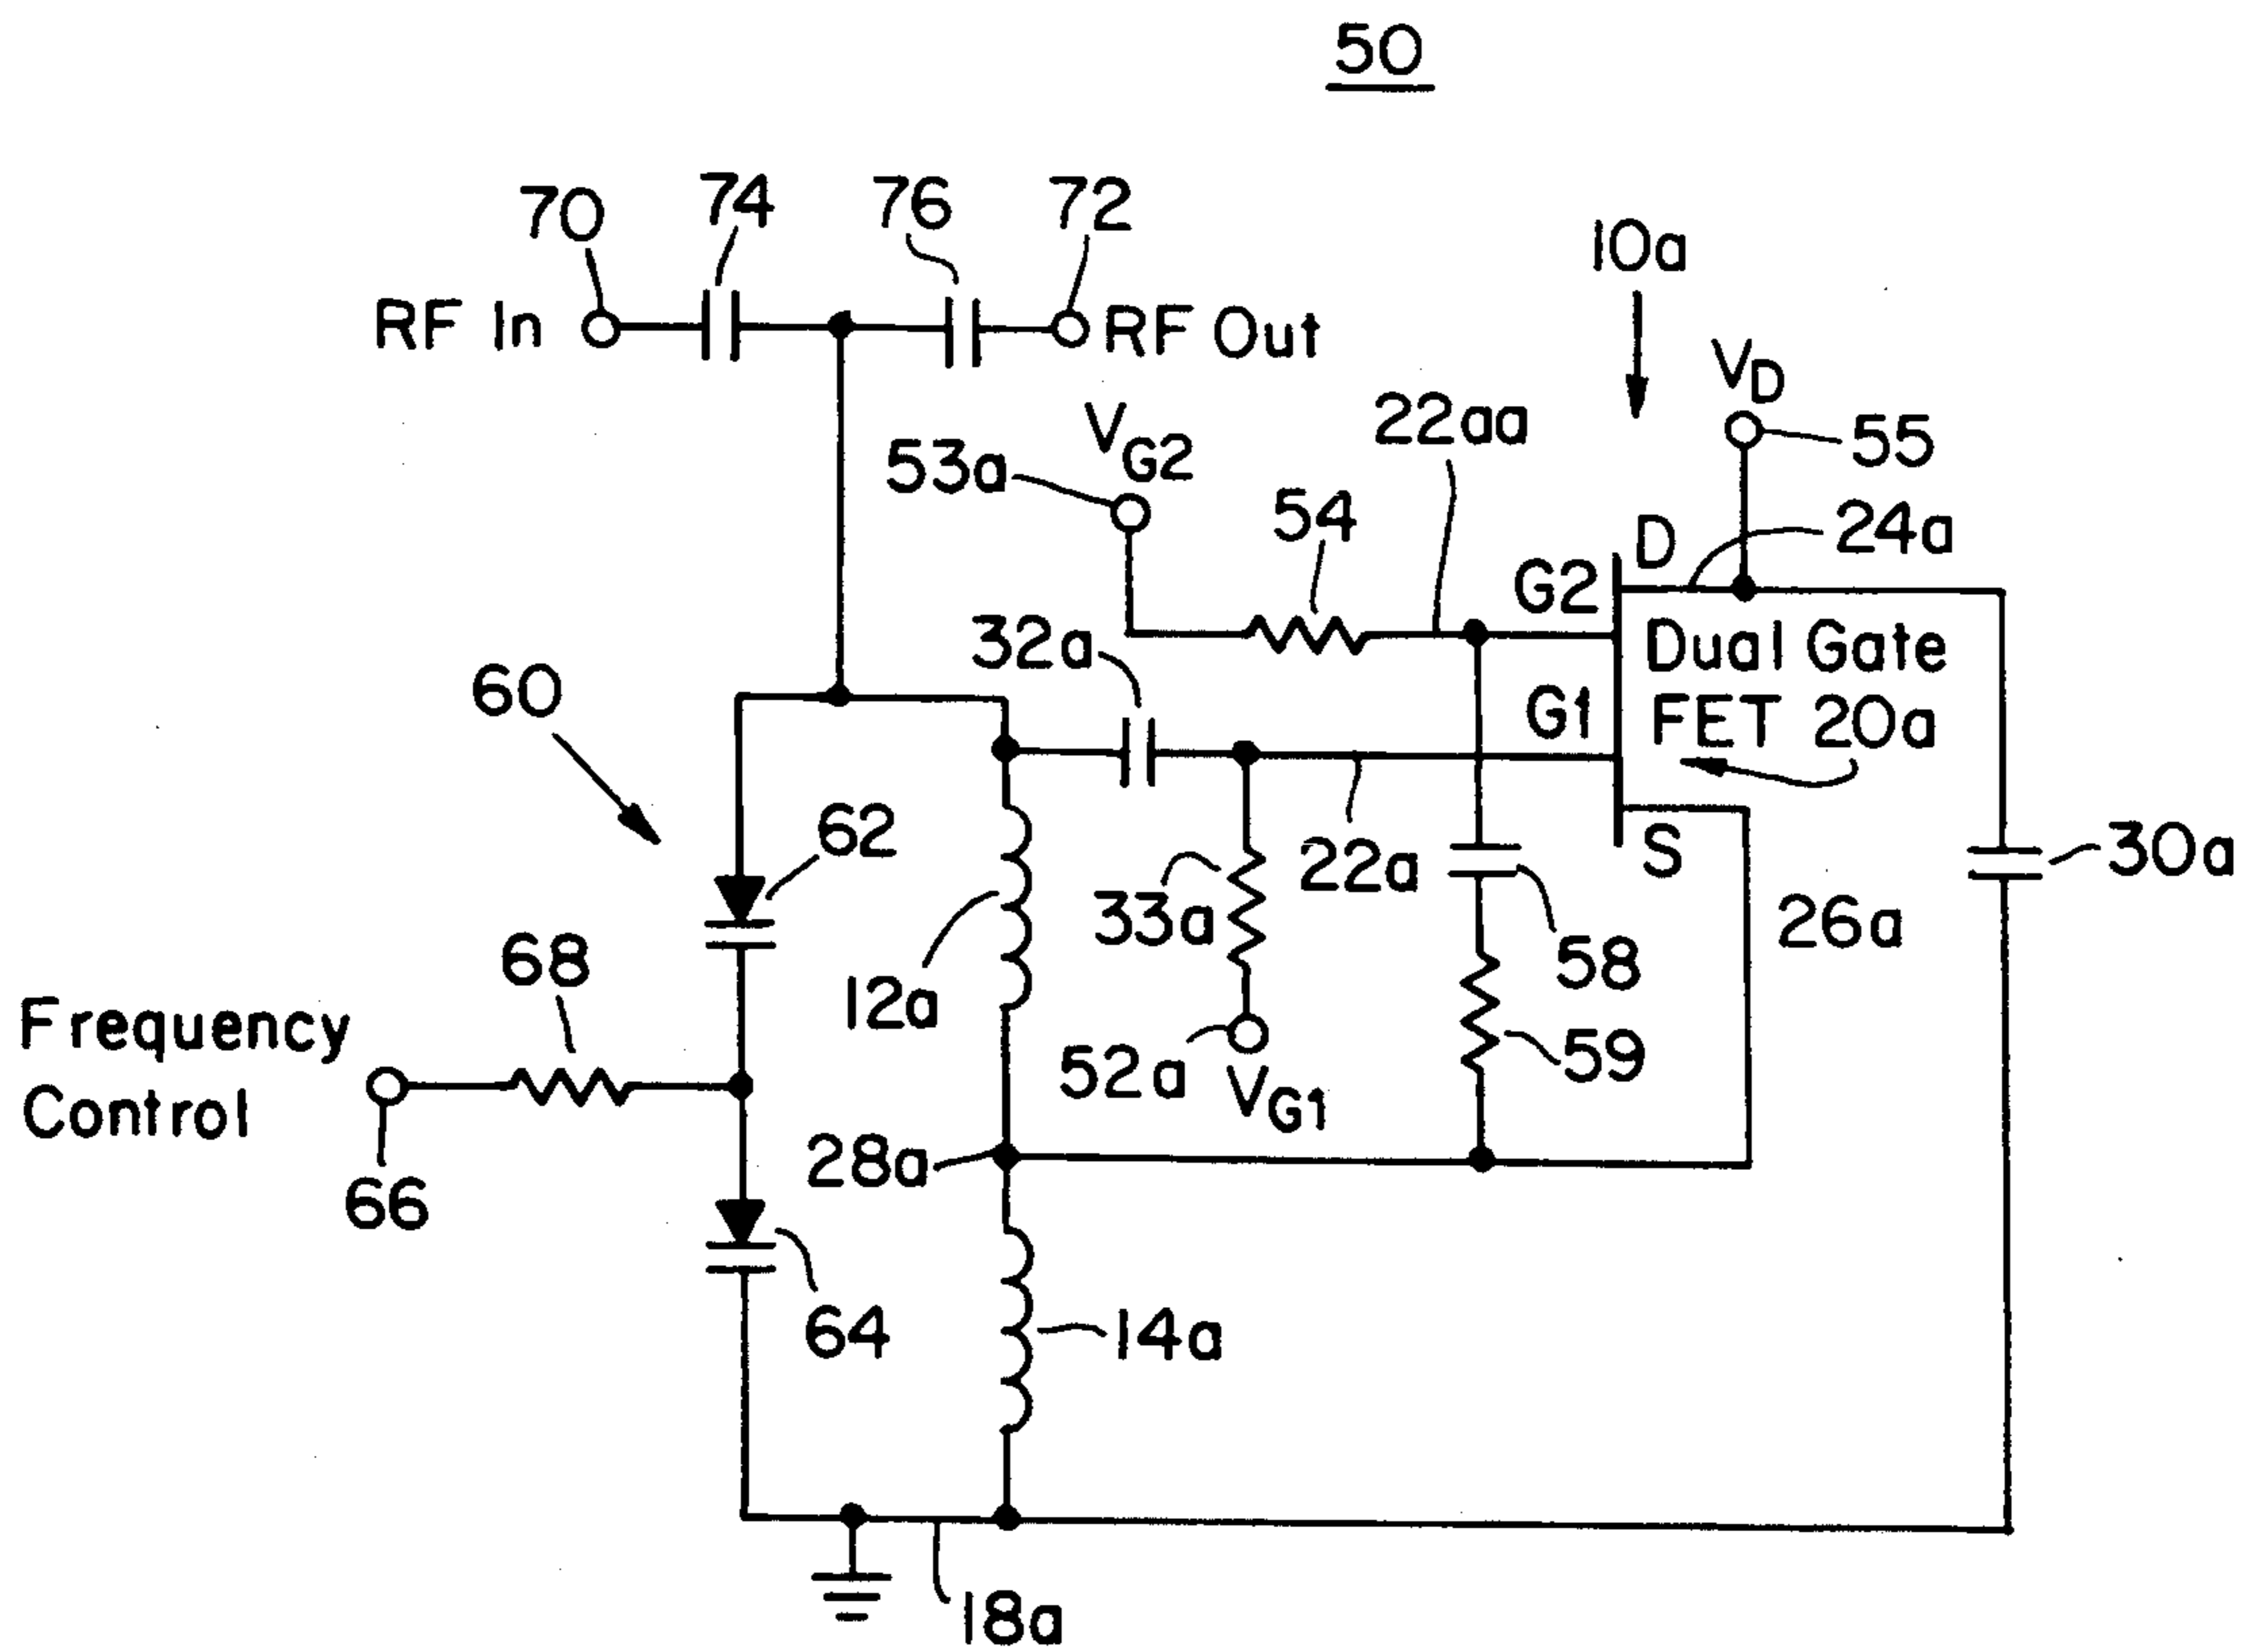 50
70
74
76
72
RF In
RF Out
10a
VD
55
VG2
53a
54
22aa
24a
D
G2
Dual Gate
FET 20a
G1
32a
60
62
S
30a
33a
22a
26a
58
68
12a
Frequency
Control
59
52a
VG1
28a
66
64
14a
18a